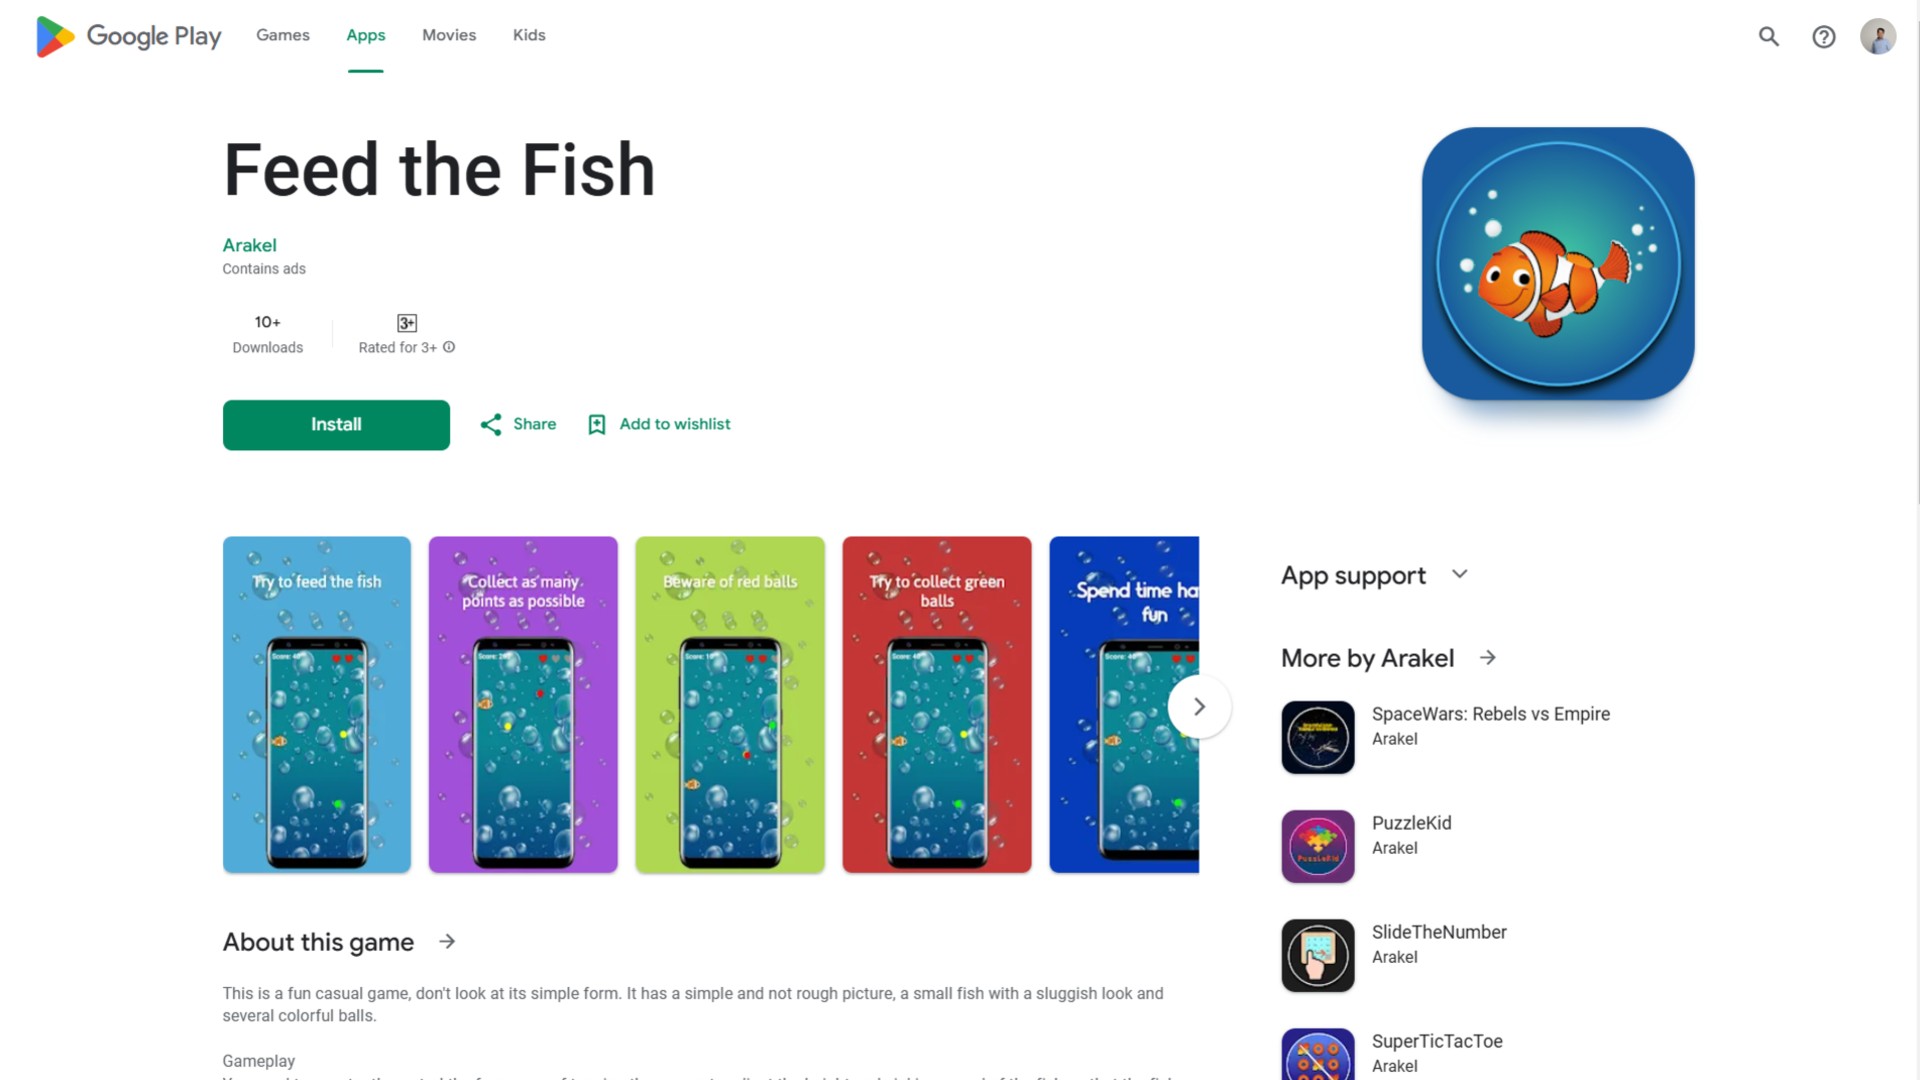 Google Play
Games
Apps
Movies
Kids
Feed the Fish
Arakel
Contains ads
10+
Downloads
3+
Rated for 3+
Install
Share
Add to wishlist
Try to feed the fish
Collect as many
points as possible
Beware of red balls
Try to collect green
balls
Spend time ha
fun
App support
More by Arakel
SpaceWars: Rebels vs Empire
Arakel
PuzzleKid
Arakel
SlideTheNumber
Arakel
SuperTicTacToe
Arakel
About this game
This is a fun casual game, don't look at its simple form. It has a simple and not rough picture, a small fish with a sluggish look and
several colorful balls.
Gameplay